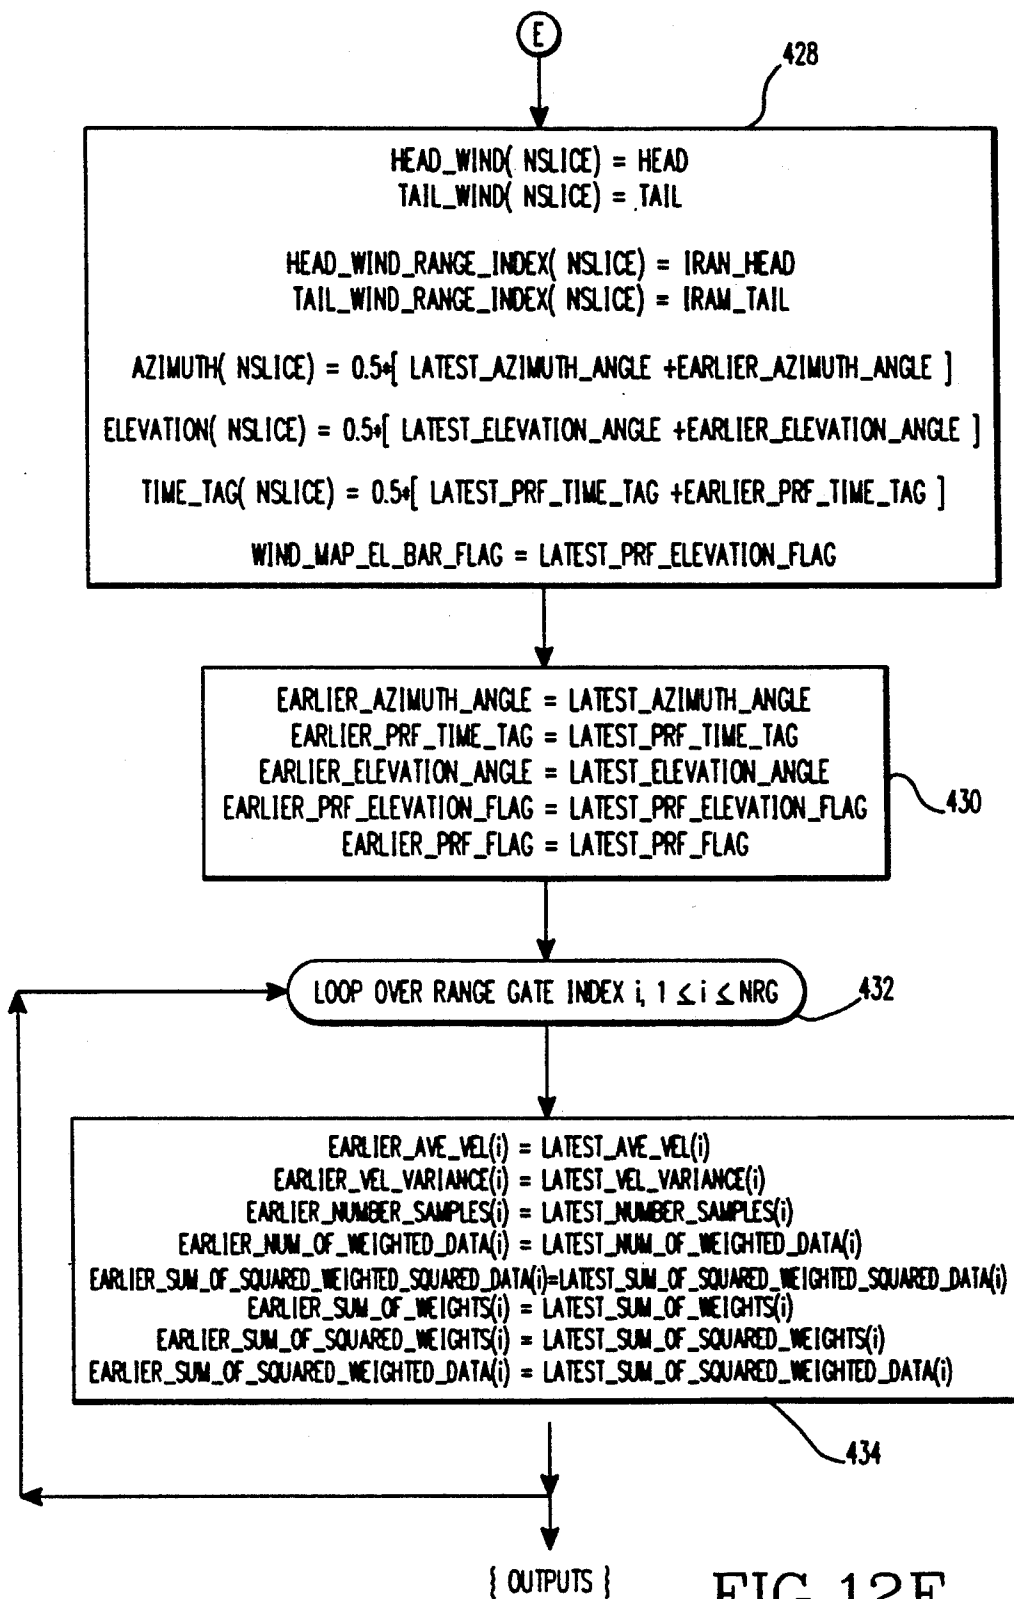 E
428
HEAD_WIND( NSLICE) = HEAD
TAIL_WIND( NSLICE) = TAIL
HEAD_WIND_RANGE_INDEX( NSLICE) = IRAN_HEAD
TAIL_WIND_RANGE_INDEX( NSLICE) = IRAM_TAIL
AZIMUTH( NSLICE) = 0.5*[ LATEST_AZIMUTH_ANGLE +EARLIER_AZIMUTH_ANGLE ]
ELEVATION( NSLICE) = 0.5*[ LATEST_ELEVATION_ANGLE +EARLIER_ELEVATION_ANGLE ]
TIME_TAG( NSLICE) = 0.5*[ LATEST_PRF_TIME_TAG +EARLIER_PRF_TIME_TAG ]
WIND_MAP_EL_BAR_FLAG = LATEST_PRF_ELEVATION_FLAG
EARLIER_AZIMUTH_ANGLE = LATEST_AZIMUTH_ANGLE
EARLIER_PRF_TIME_TAG = LATEST_PRF_TIME_TAG
EARLIER_ELEVATION_ANGLE = LATEST_ELEVATION_ANGLE
EARLIER_PRF_ELEVATION_FLAG = LATEST_PRF_ELEVATION_FLAG
EARLIER_PRF_FLAG = LATEST_PRF_FLAG
430
LOOP OVER RANGE GATE INDEX i, 1 ≤ i ≤ NRG
432
EARLIER_AVE_VEL(i) = LATEST_AVE_VEL(i)
EARLIER_VEL_VARIANCE(i) = LATEST_VEL_VARIANCE(i)
EARLIER_NUMBER_SAMPLES(i) = LATEST_NUMBER_SAMPLES(i)
EARLIER_NUM_OF_WEIGHTED_DATA(i) = LATEST_NUM_OF_WEIGHTED_DATA(i)
EARLIER_SUM_OF_SQUARED_WEIGHTED_SQUARED_DATA(i)=LATEST_SUM_OF_SQUARED_WEIGHTED_SQUARED_DATA(i)
EARLIER_SUM_OF_WEIGHTS(i) = LATEST_SUM_OF_WEIGHTS(i)
EARLIER_SUM_OF_SQUARED_WEIGHTS(i) = LATEST_SUM_OF_SQUARED_WEIGHTS(i)
EARLIER_SUM_OF_SQUARED_WEIGHTED_DATA(i) = LATEST_SUM_OF_SQUARED_WEIGHTED_DATA(i)
434
{ OUTPUTS }
FIG. 12F